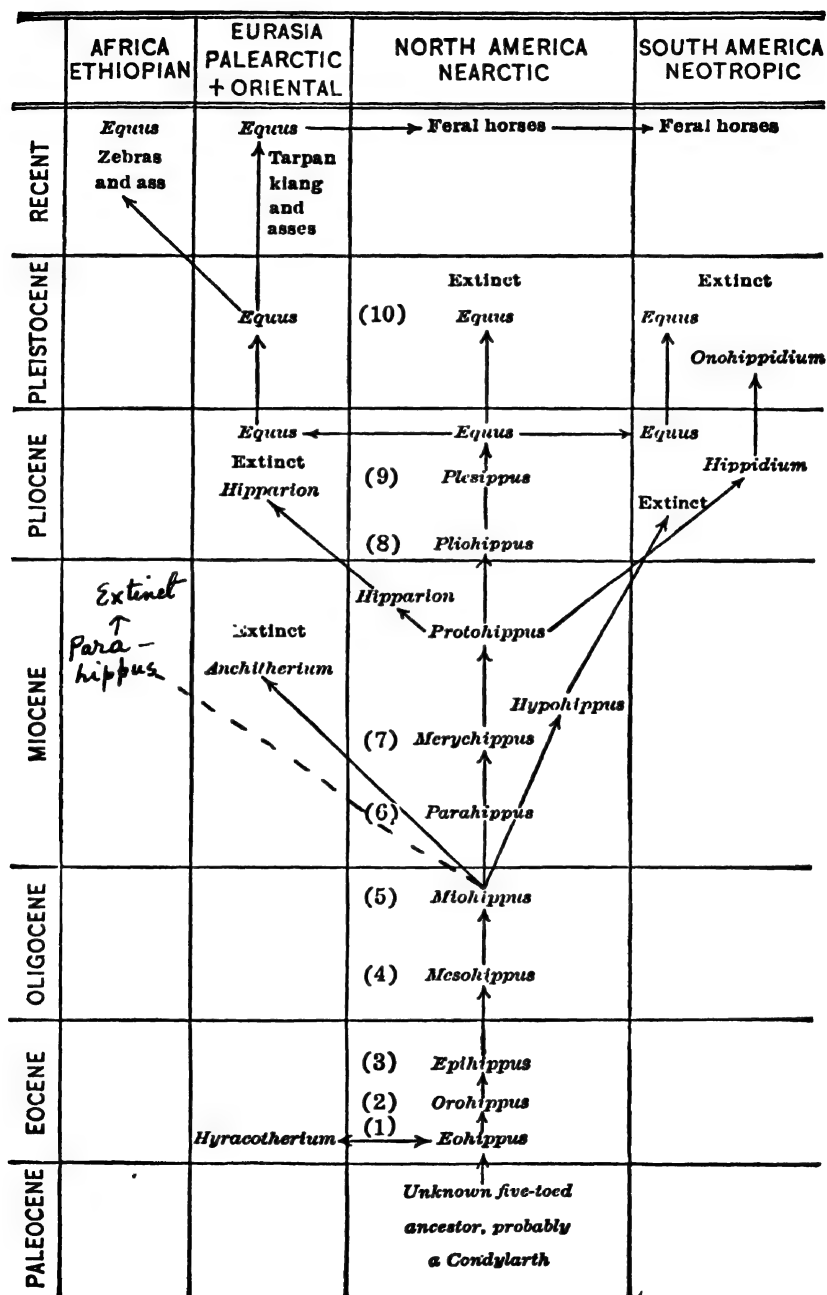 AFRICA
ETHIOPIAN
EURASIA
PALEARCTIC
+ ORIENTAL
NORTH AMERICA
NEARCTIC
SOUTH AMERICA
NEOTROPIC
RECENT
Equus
Zebras
and ass
Equus
Tarpan
kiang
and
asses
Feral horses
Feral horses
PLEISTOCENE
Equus
Extinct
(10) Equus
Extinct
Equus
Onohippidium
PLIOCENE
Equus
Extinct
Hipparion
Equus
(9) Plesippus
(8) Pliohippus
Equus
Hippidium
Extinct
MIOCENE
Extinct
Para-
hippus
Extinct
Anchitherium
Hipparion
Protohippus
Hypohippus
(7) Merychippus
(6) Parahippus
OLIGOCENE
(5) Miohippus
(4) Mesohippus
EOCENE
(3) Epihippus
(2) Orohippus
(1)
Hyracotherium
Eohippus
PALEOCENE
Unknown five-toed
ancestor, probably
a Condylarth